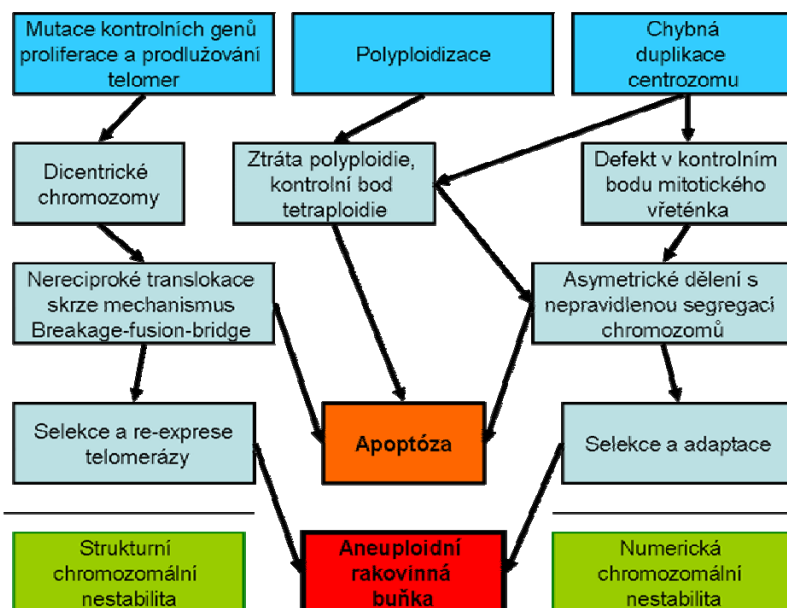 Mutace kontrolních genů
proliferace a prodlužování
telomer
Polyploidizace
Chybná
duplikace
centrozomu
Dicentrické
chromozomy
Ztráta polyploidie,
kontrolní bod
tetraploidie
Defekt v kontrolním
bodu mitotického
vřeténka
Nereciproké translokace
skrze mechanismus
Breakage-fusion-bridge
Asymetrické dělení s
nepravidlenou segregací
chromozomů
Selekce a re-exprese
telomerázy
Apoptóza
Selekce a adaptace
Strukturní
chromozomální
nestabilita
Aneuploidní
rakovinná
buňka
Numerická
chromozomální
nestabilita